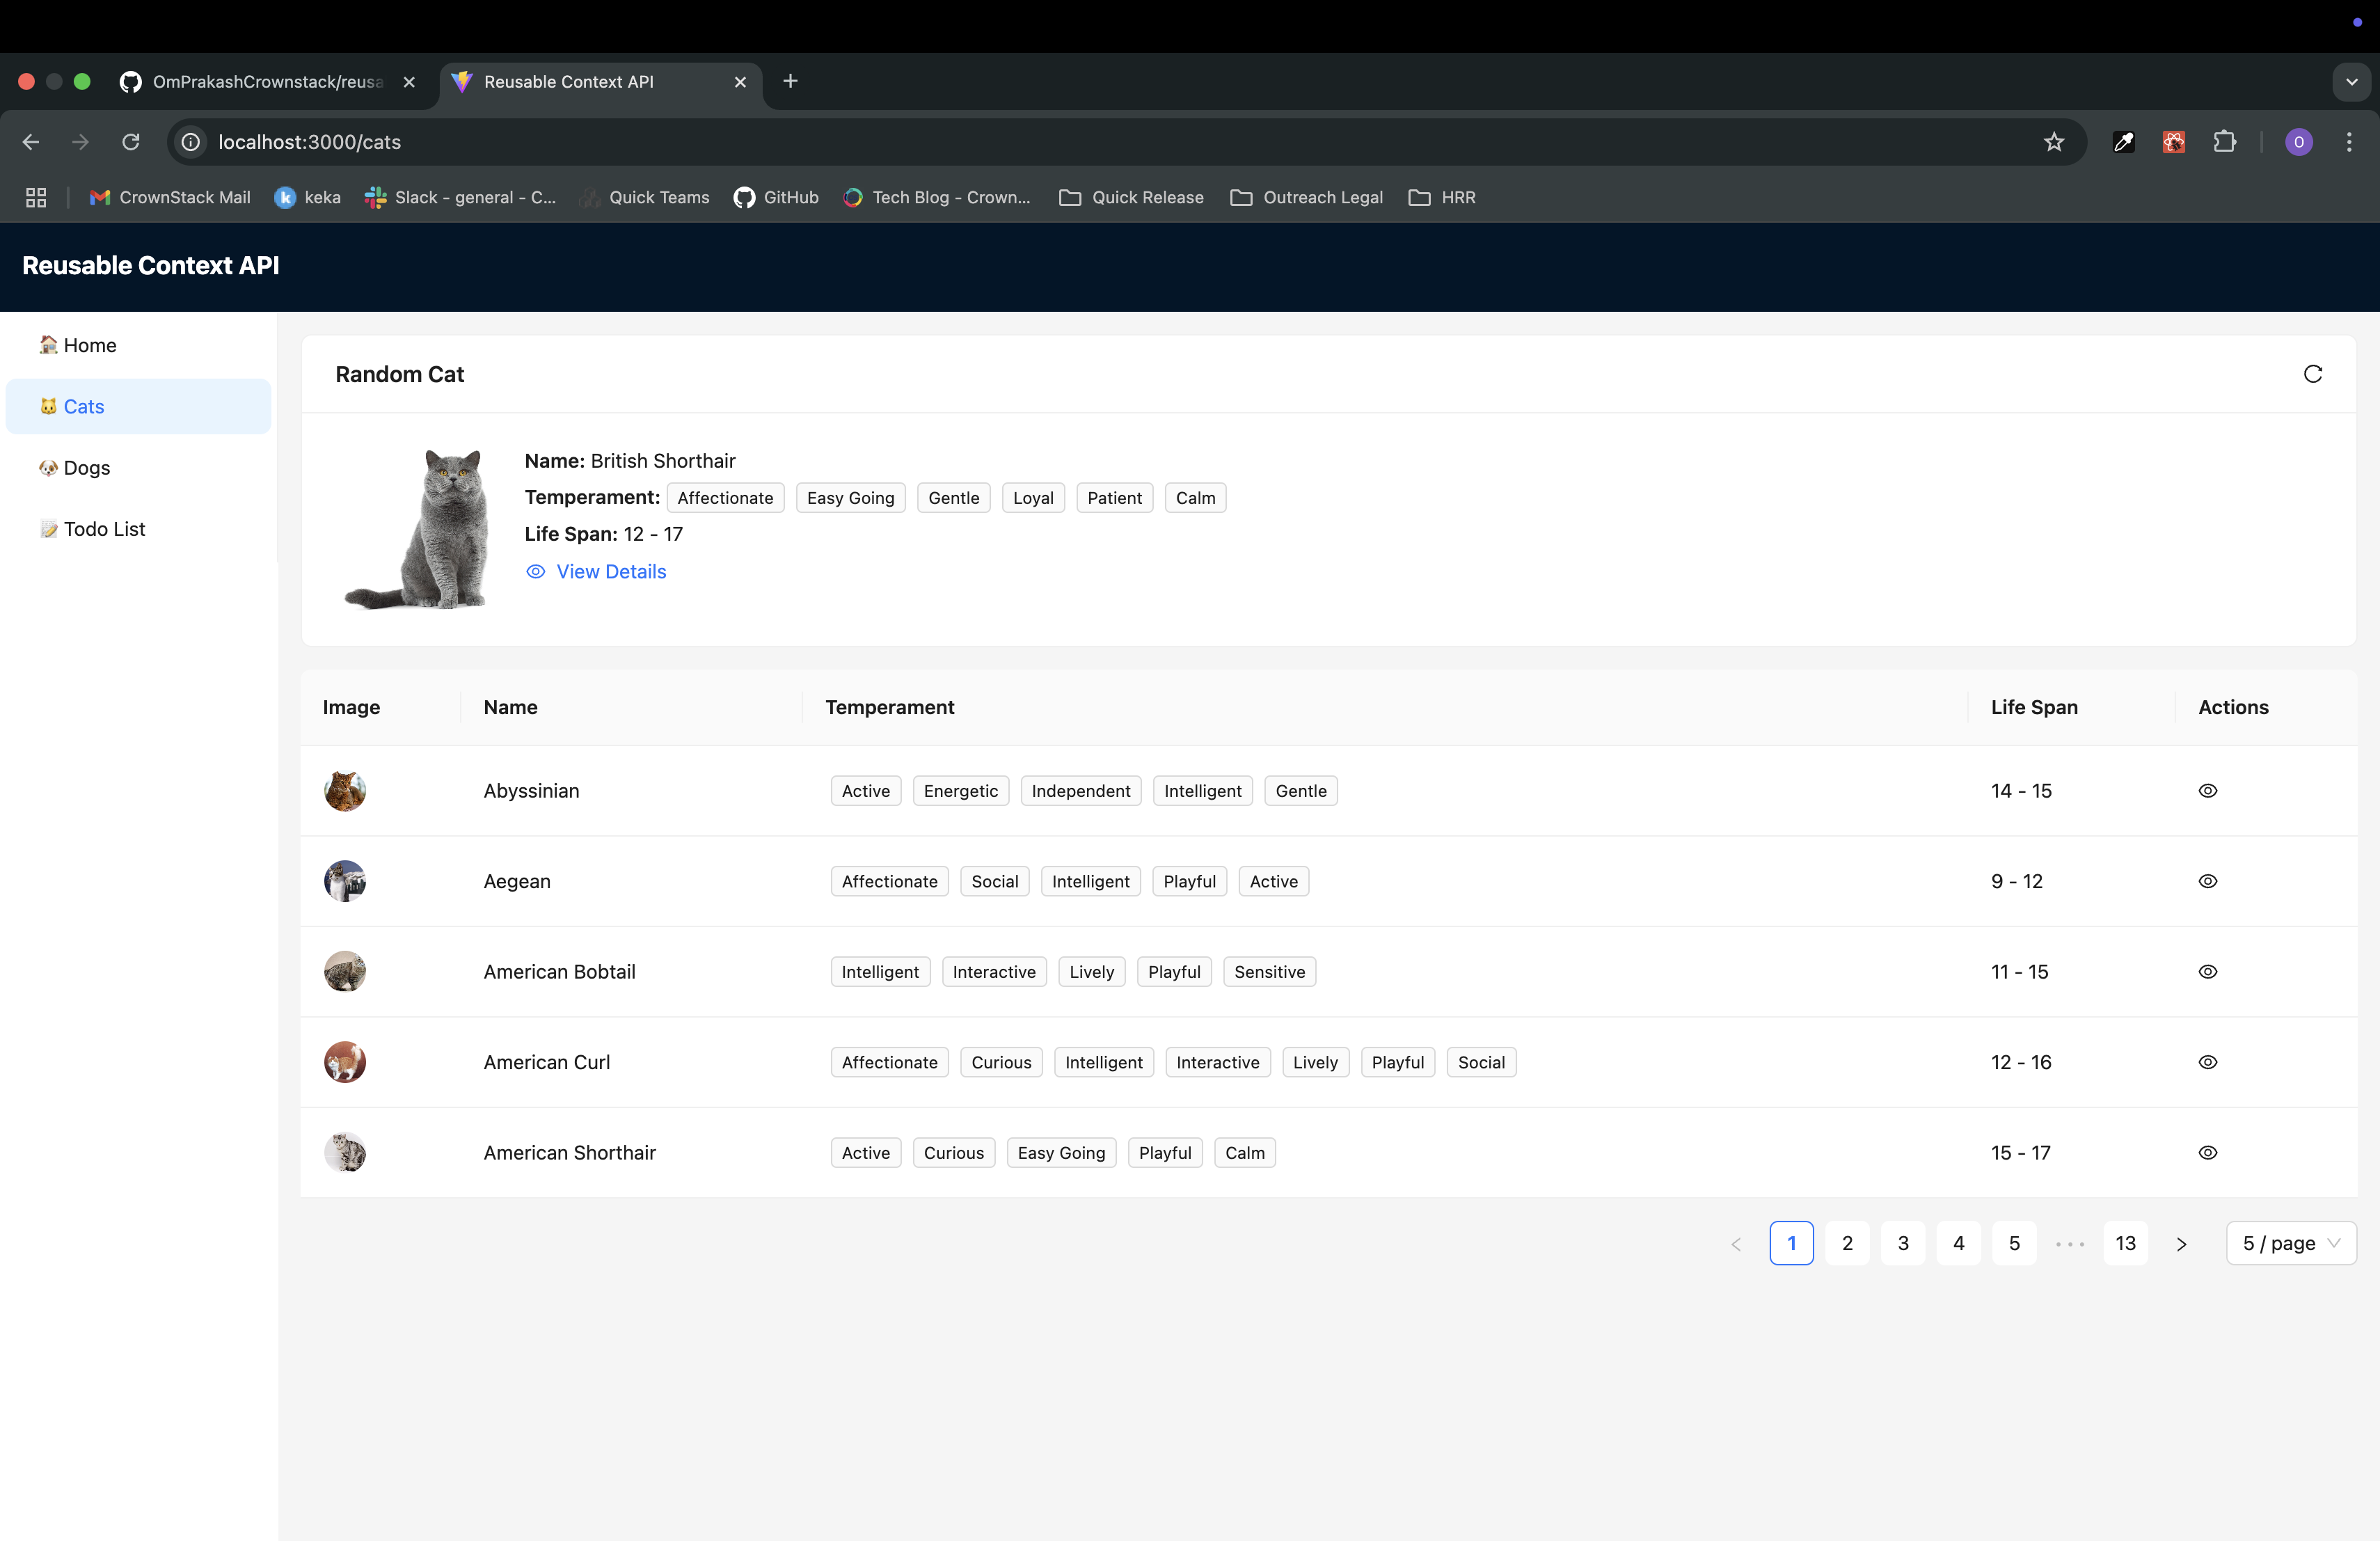 OmPrakashCrownstack/reusa
Reusable Context API
localhost:3000/cats
O
CrownStack Mail
keka
Slack - general - C...
Quick Teams
GitHub
Tech Blog - Crown...
Quick Release
Outreach Legal
HRR
Reusable Context API
Home
Cats
Dogs
Todo List
Random Cat
Name: British Shorthair
Temperament: Affectionate Easy Going Gentle Loyal Patient Calm
Life Span: 12 - 17
View Details
Image Name Temperament Life Span Actions
Abyssinian Active Energetic Independent Intelligent Gentle 14 - 15
Aegean Affectionate Social Intelligent Playful Active 9 - 12
American Bobtail Intelligent Interactive Lively Playful Sensitive 11 - 15
American Curl Affectionate Curious Intelligent Interactive Lively Playful Social 12 - 16
American Shorthair Active Curious Easy Going Playful Calm 15 - 17
1 2 3 4 5 ••• 13 5 / page